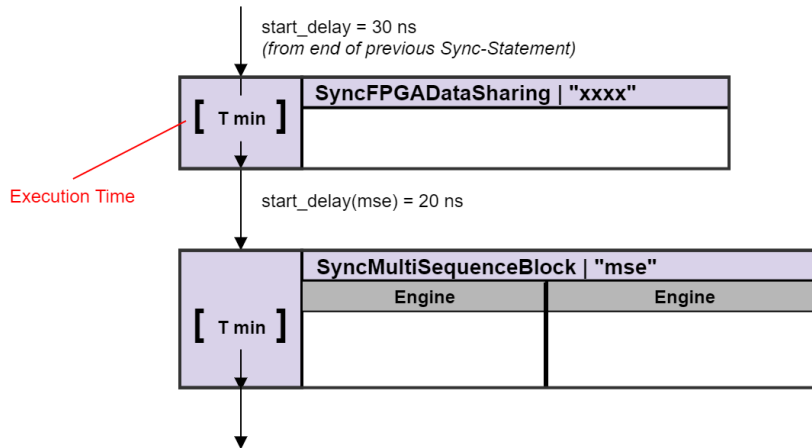 start_delay = 30 ns
(from end of previous Sync-Statement)
SyncFPGADataSharing | "xxxx"
[ T min ]
Execution Time
start_delay(mse) = 20 ns
SyncMultiSequenceBlock | "mse"
Engine
Engine
[ T min ]